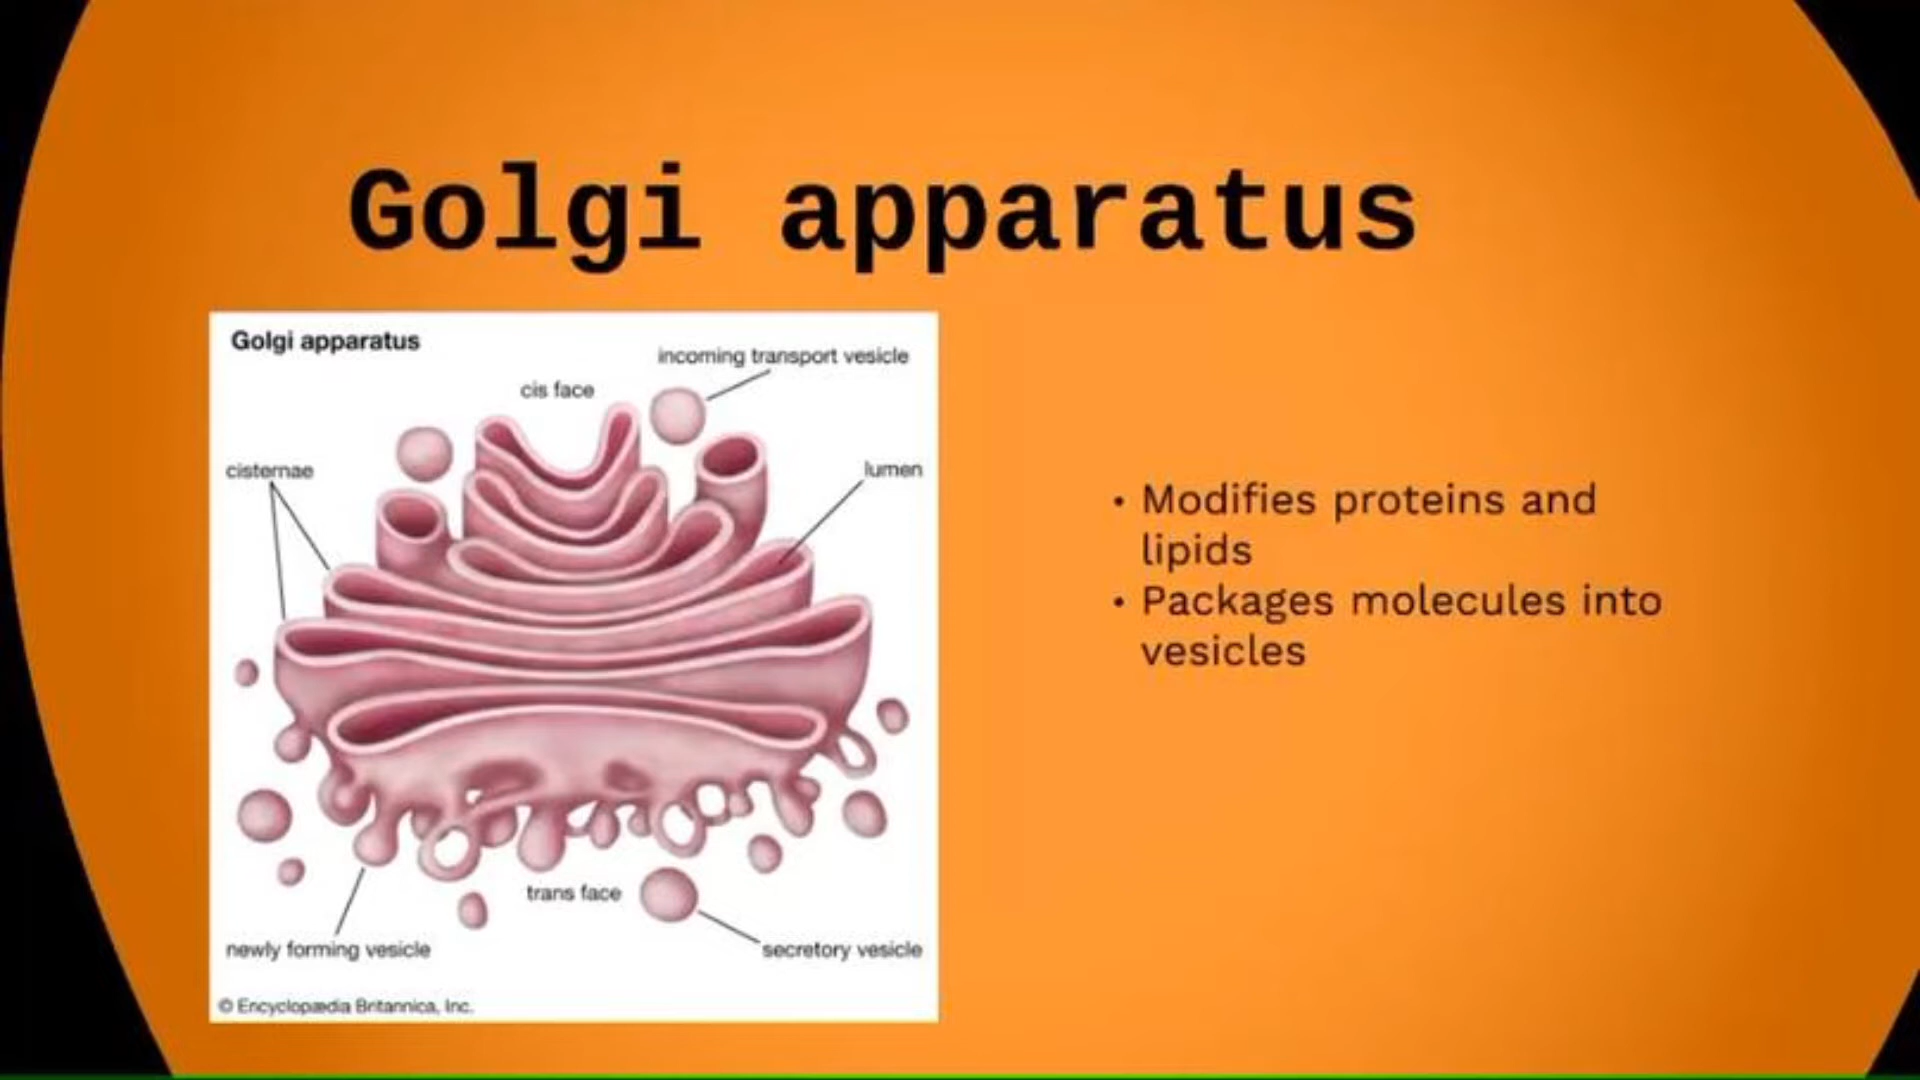 Golgi apparatus
Golgi apparatus
incoming transport vesicle
cis face
cisternae
lumen
trans face
newly forming vesicle
secretory vesicle
© Encyclopædia Britannica, Inc.
• Modifies proteins and
lipids
• Packages molecules into
vesicles